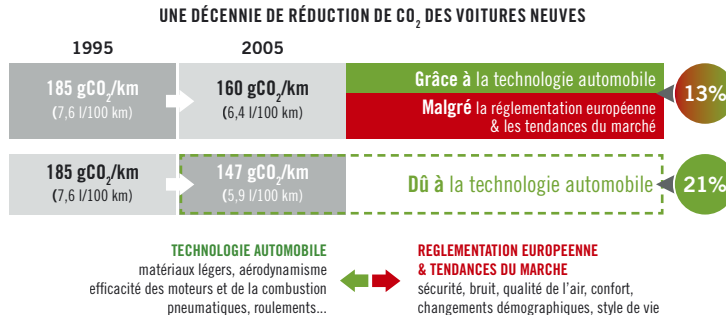 UNE DÉCENNIE DE RÉDUCTION DE CO₂ DES VOITURES NEUVES
1995
2005
185 gCO₂/km
(7,6 l/100 km)
160 gCO₂/km
(6,4 l/100 km)
Grâce à la technologie automobile
Malgré la réglementation européenne
& les tendances du marché
13%
185 gCO₂/km
(7,6 l/100 km)
147 gCO₂/km
(5,9 l/100 km)
Dû à la technologie automobile
21%
TECHNOLOGIE AUTOMOBILE
matériaux légers, aérodynamisme
efficacité des moteurs et de la combustion
pneumatiques, roulements...
REGLEMENTATION EUROPEENNE
& TENDANCES DU MARCHE
sécurité, bruit, qualité de l'air, confort,
changements démographiques, style de vie